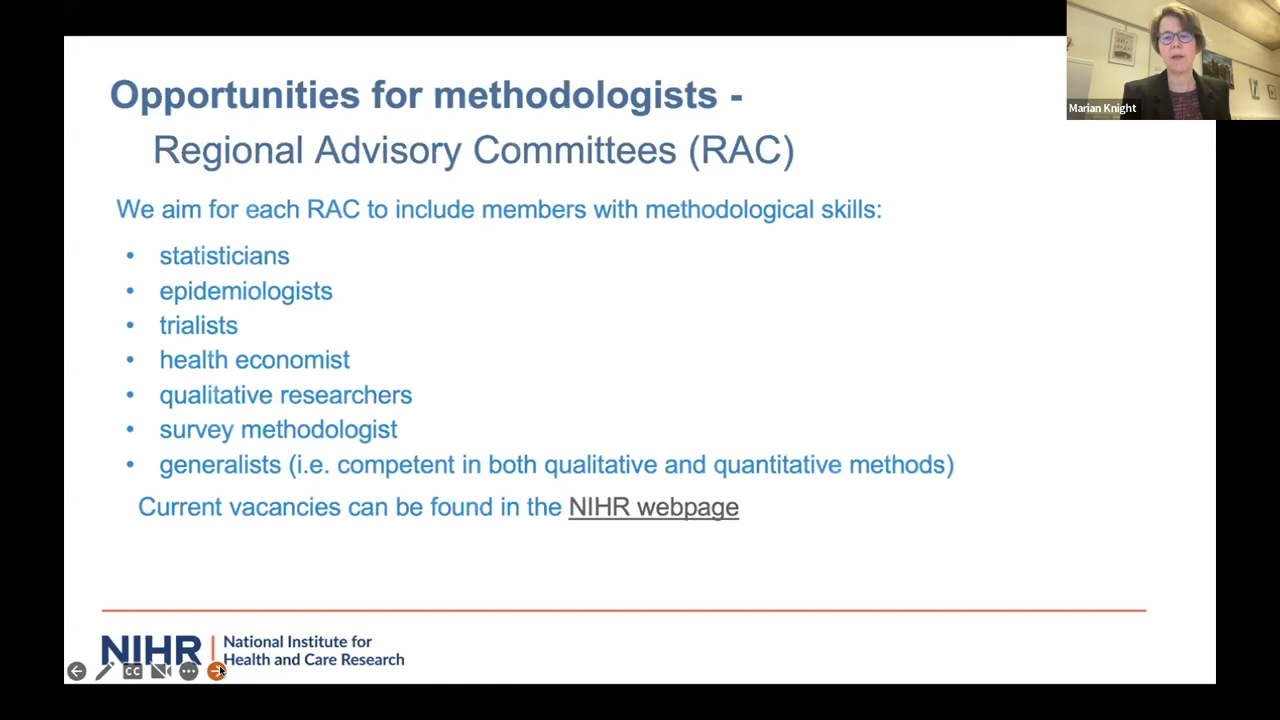 Opportunities for methodologists -
Regional Advisory Committees (RAC)
We aim for each RAC to include members with methodological skills:
• statisticians
• epidemiologists
• trialists
• health economist
• qualitative researchers
• survey methodologist
• generalists (i.e. competent in both qualitative and quantitative methods)
Current vacancies can be found in the NIHR webpage
NIHR | National Institute for
Health and Care Research
CC
Marian Knight